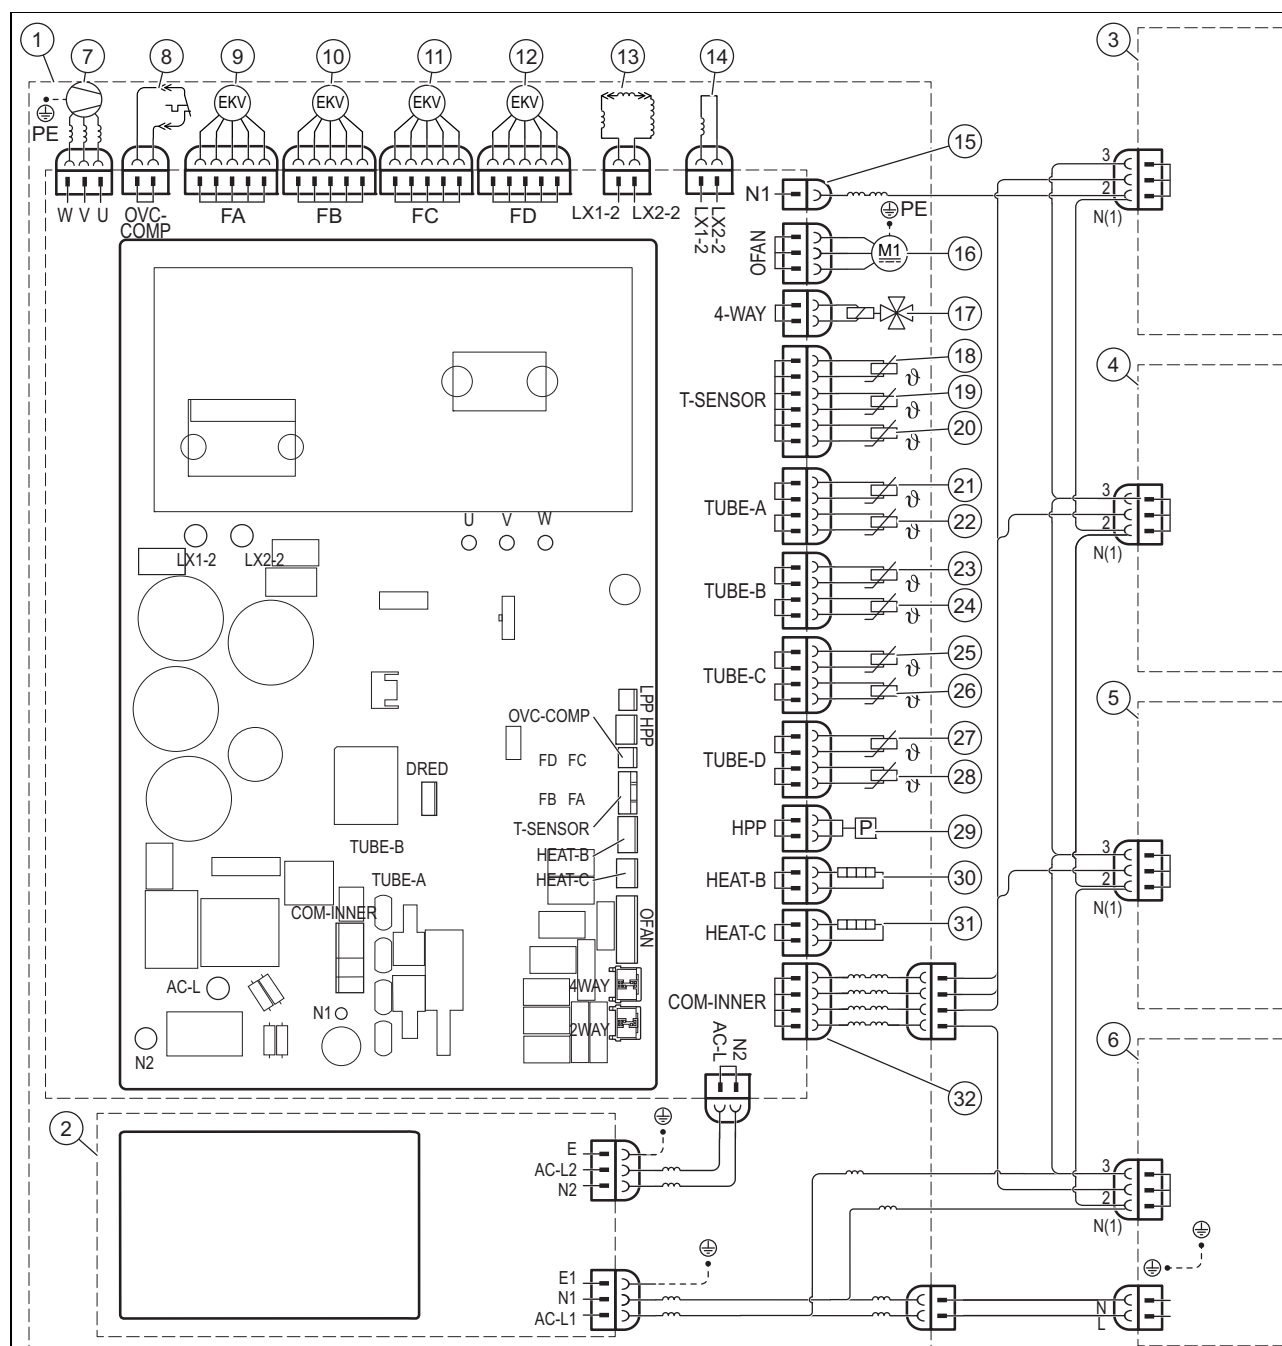 1
7
8
9
10
11
12
13
14
3
EKV
EKV
EKV
EKV
PE
15
W V U
OVC-
COMP
FA
FB
FC
FD
LX1-2
LX2-2
LX1-2
LX2-2
N1
3
2
N(1)
PE
OFAN
M1
16
4-WAY
17
T-SENSOR
18
ϑ
19
ϑ
20
ϑ
4
TUBE-A
21
ϑ
22
ϑ
3
2
N(1)
U
V
W
LX1-2
LX2-2
TUBE-B
23
ϑ
24
ϑ
TUBE-C
25
ϑ
26
ϑ
5
LPP
HPP
OVC-COMP
FD
FC
TUBE-D
27
ϑ
28
ϑ
DRED
FB
FA
T-SENSOR
HPP
P
29
TUBE-B
HEAT-B
HEAT-C
TUBE-A
COM-INNER
HEAT-B
30
3
2
N(1)
HEAT-C
31
OFAN
AC-L
4WAY
N1
2WAY
N2
COM-INNER
AC-L
N2
6
32
2
E
AC-L2
N2
3
2
N(1)
E1
N1
AC-L1
N
L